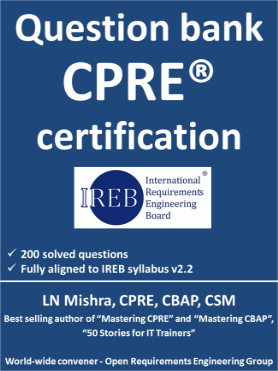 Question bank
CPRE®
certification
IREB
International ®
Requirements
Engineering
Board
✓ 200 solved questions
✓ Fully aligned to IREB syllabus v2.2
LN Mishra, CPRE, CBAP, CSM
Best selling author of “Mastering CPRE” and “Mastering CBAP”,
“50 Stories for IT Trainers”
World-wide convener - Open Requirements Engineering Group